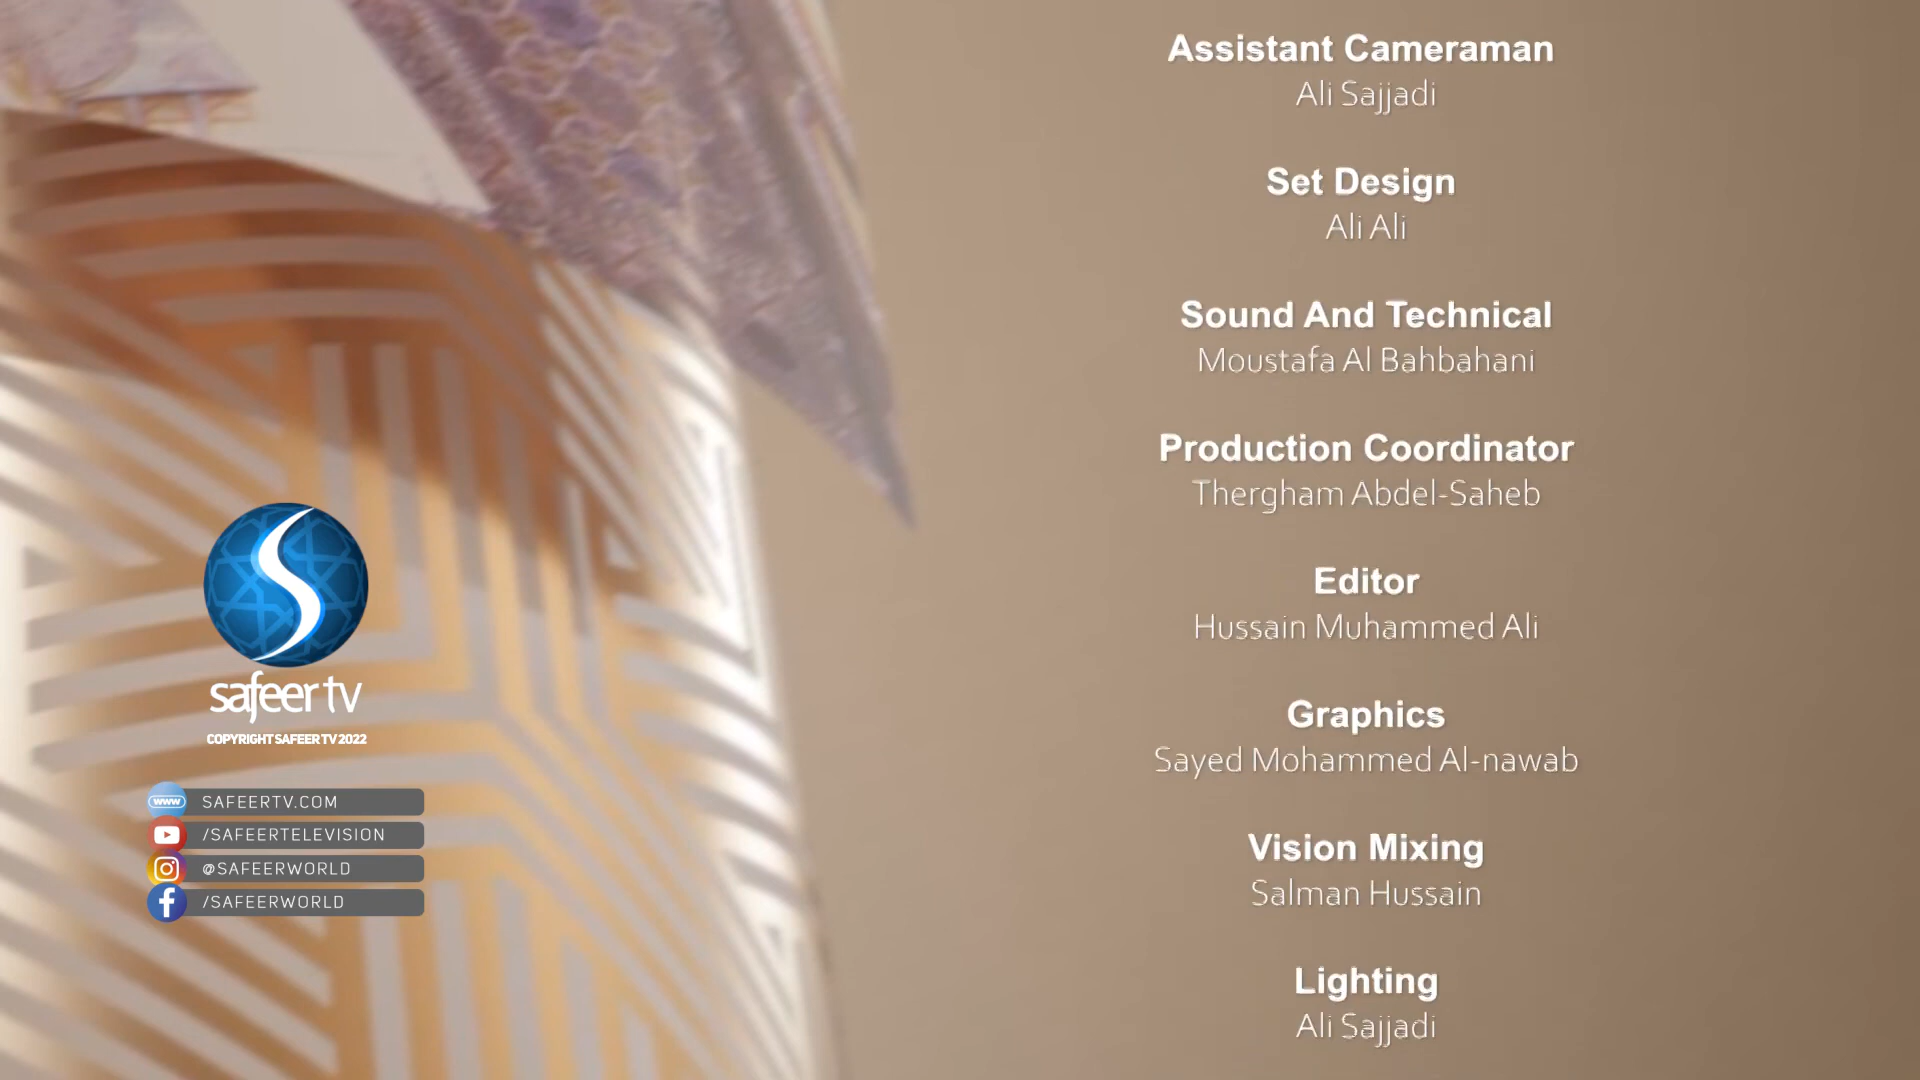 Assistant Cameraman
Ali Sajjadi
Set Design
Ali Ali
Sound And Technical
Moustafa Al Bahbahani
Production Coordinator
Thergham Abdel-Saheb
Editor
Hussain Muhammed Ali
Graphics
Sayed Mohammed Al-nawab
Vision Mixing
Salman Hussain
Lighting
Ali Sajjadi
safeer tv
COPYRIGHT SAFEER TV 2022
www SAFEERTV.COM
/SAFEERTELEVISION
@SAFEERWORLD
/SAFEERWORLD